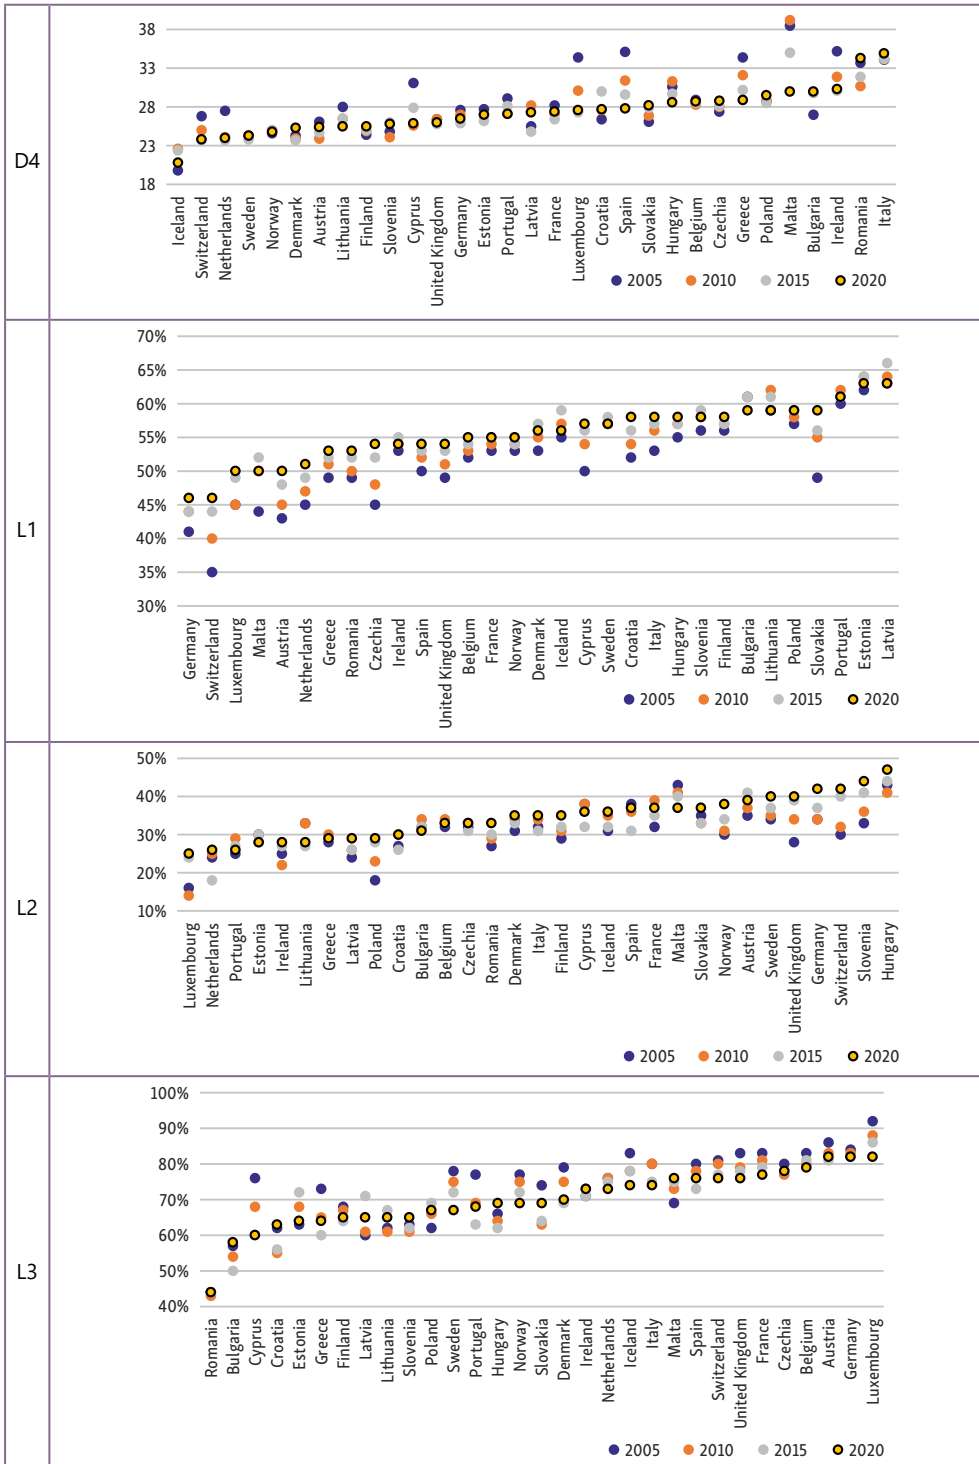 D4
38
33
28
23
18
Iceland
Switzerland
Netherlands
Sweden
Norway
Denmark
Austria
Lithuania
Finland
Slovenia
Cyprus
United Kingdom
Germany
Estonia
Portugal
Latvia
France
Luxembourg
Croatia
Spain
Slovakia
Hungary
Belgium
Czechia
Greece
Poland
Malta
Bulgaria
Ireland
Romania
Italy
2005 2010 2015 2020
L1
70%
65%
60%
55%
50%
45%
40%
35%
30%
Germany
Switzerland
Luxembourg
Malta
Austria
Netherlands
Greece
Romania
Czechia
Ireland
Spain
United Kingdom
Belgium
France
Norway
Denmark
Iceland
Cyprus
Sweden
Croatia
Italy
Hungary
Slovenia
Finland
Bulgaria
Lithuania
Poland
Slovakia
Portugal
Estonia
Latvia
2005 2010 2015 2020
L2
50%
40%
30%
20%
10%
Luxembourg
Netherlands
Portugal
Estonia
Ireland
Lithuania
Greece
Latvia
Poland
Croatia
Bulgaria
Belgium
Czechia
Romania
Denmark
Italy
Finland
Cyprus
Iceland
Spain
France
Malta
Slovakia
Norway
Austria
Sweden
United Kingdom
Germany
Switzerland
Slovenia
Hungary
2005 2010 2015 2020
L3
100%
90%
80%
70%
60%
50%
40%
Romania
Bulgaria
Cyprus
Croatia
Estonia
Greece
Finland
Latvia
Lithuania
Slovenia
Poland
Sweden
Portugal
Hungary
Norway
Slovakia
Denmark
Ireland
Netherlands
Iceland
Italy
Malta
Spain
Switzerland
United Kingdom
France
Czechia
Belgium
Austria
Germany
Luxembourg
2005 2010 2015 2020